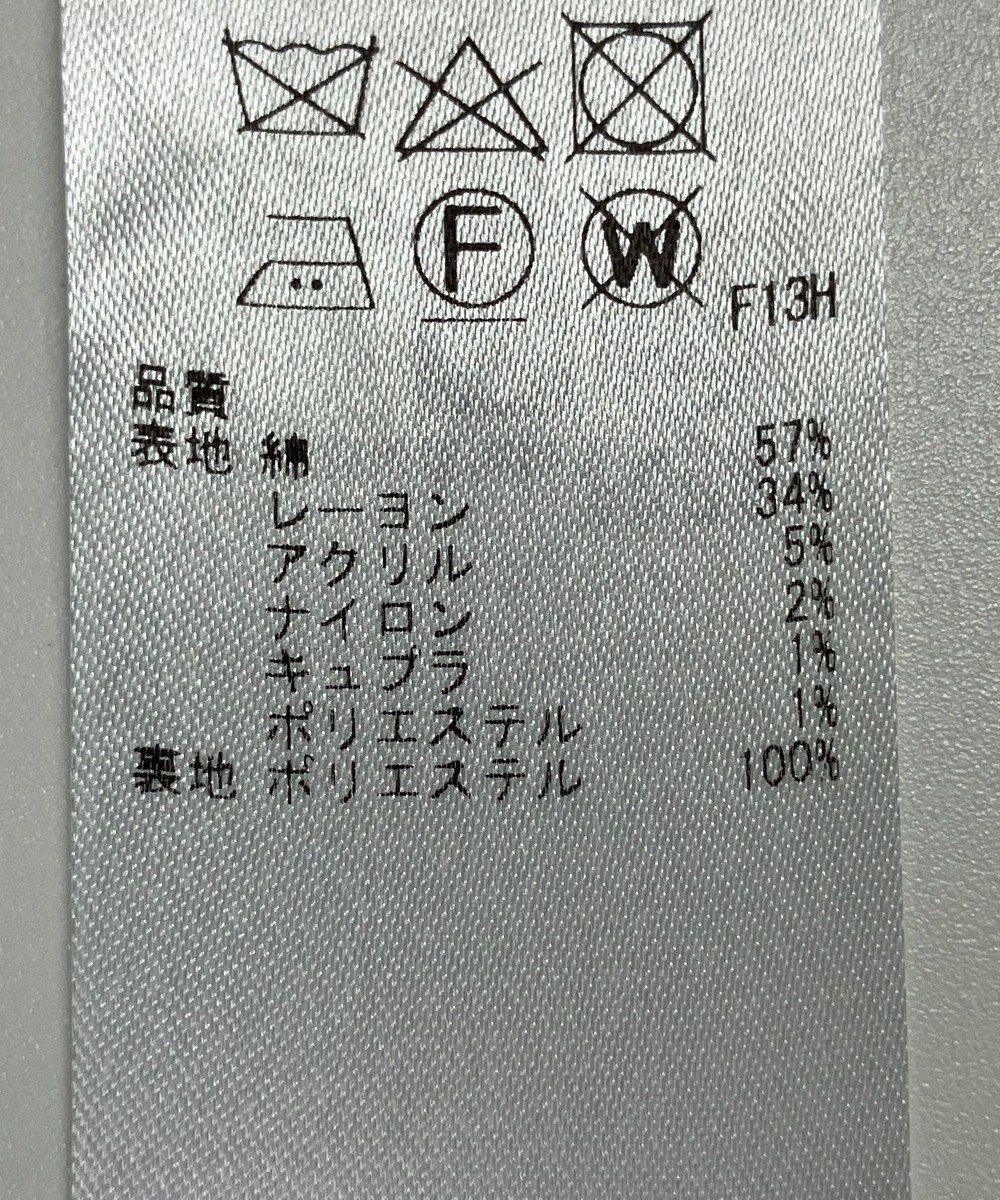 F W F13H
品質
表地 綿 57%
レーヨン 34%
アクリル 5%
ナイロン 2%
キュプラ 1%
ポリエステル 1%
裏地 ポリエステル 100%